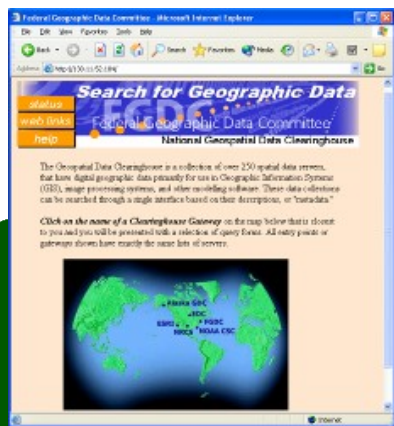 Federal Geographic Data Committee - Microsoft Internet Explorer
File Edit View Favorites Tools Help
Back Search Favorites Media
Address
Go
Search for Geographic Data
status
FGDC
web links
Federal Geographic Data Committee
help
National Geospatial Data Clearinghouse
The Geospatial Data Clearinghouse is a collection of over 250 spatial data servers,
that have digital geographic data primarily for use in Geographic Information Systems
(GIS), image processing systems, and other modelling software. These data collections
can be searched through a single interface based on their descriptions, or "metadata."
Click on the name of a Clearinghouse Gateway on the map below that is closest
to you and you will be presented with a selection of query forms. All entry points or
gateways shown have exactly the same lists of servers.
Alaska GDC
EDC
ESRI
FGDC
NRCS
NOAA CSC
Internet